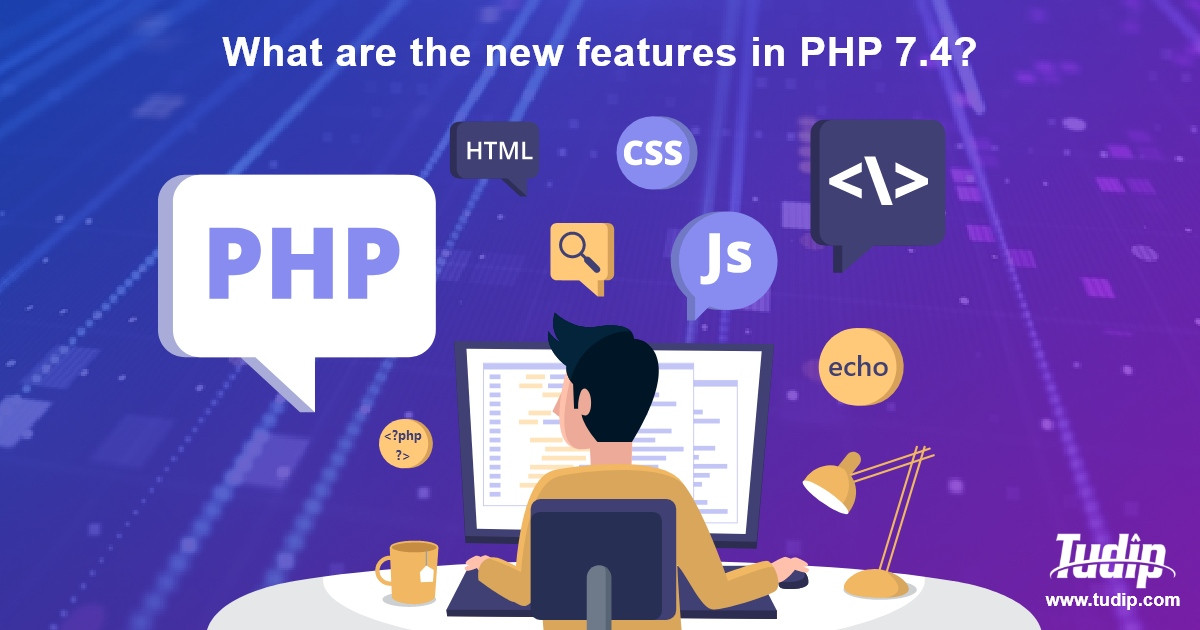 What are the new features in PHP 7.4?
HTML
CSS
<\>
PHP
Js
echo
<?php
?>
Tudip
www.tudip.com